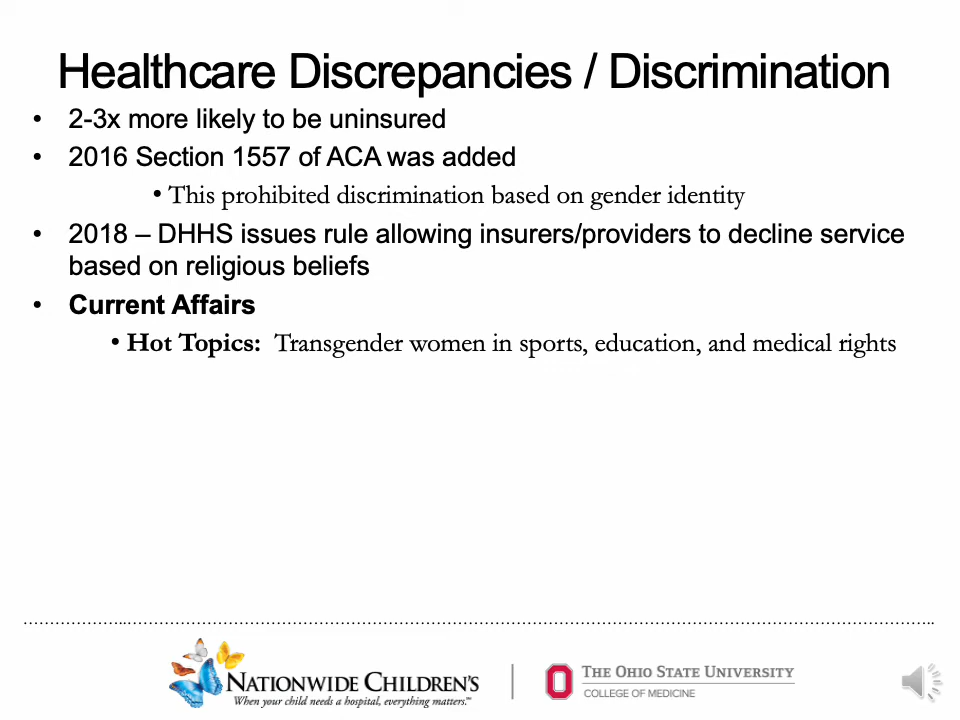 Healthcare Discrepancies / Discrimination
• 2-3x more likely to be uninsured
• 2016 Section 1557 of ACA was added
• This prohibited discrimination based on gender identity
• 2018 – DHHS issues rule allowing insurers/providers to decline service
based on religious beliefs
• Current Affairs
• Hot Topics: Transgender women in sports, education, and medical rights
NATIONWIDE CHILDREN'S
When your child needs a hospital, everything matters.™
THE OHIO STATE UNIVERSITY
COLLEGE OF MEDICINE